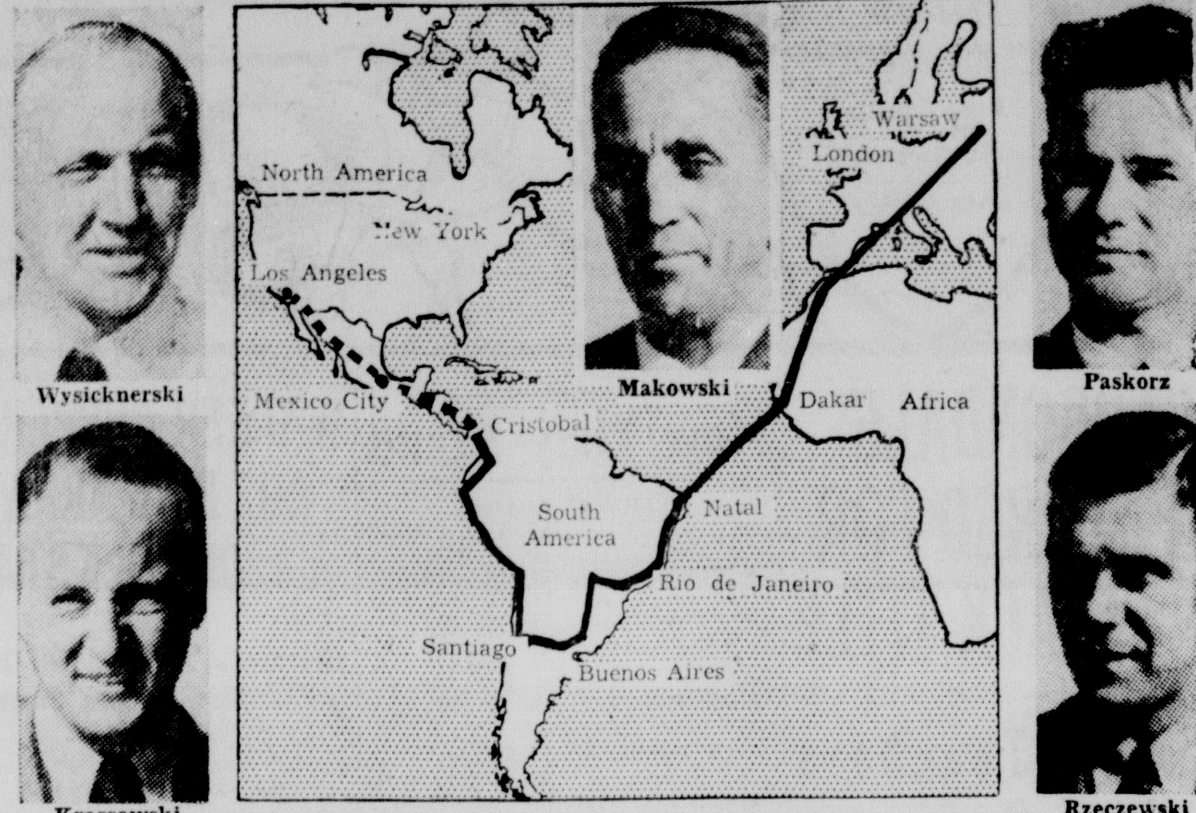 Warsaw
London
North America
New York
Los Angeles
Wysicknerski
Makowski
Paskorz
Mexico City
Dakar Africa
Cristobal
South
America
Natal
Rio de Janeiro
Santiago
Buenos Aires
Rzeczewski